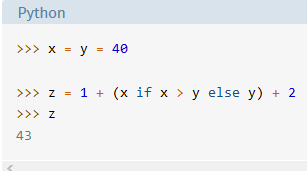 Python
>>> x = y = 40
>>> z = 1 + (x if x > y else y) + 2
>>> z
43